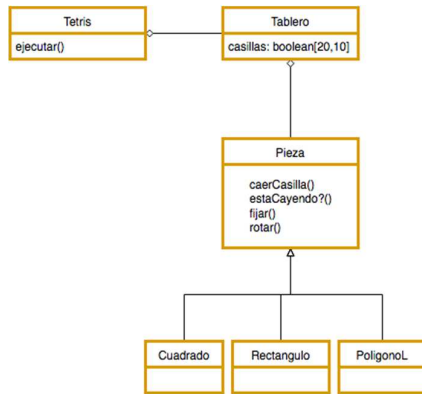 Tetris
ejecutar()
Tablero
casillas: boolean[20,10]
Pieza
caerCasilla()
estaCayendo?()
fijar()
rotar()
Cuadrado
Rectangulo
PoligonoL